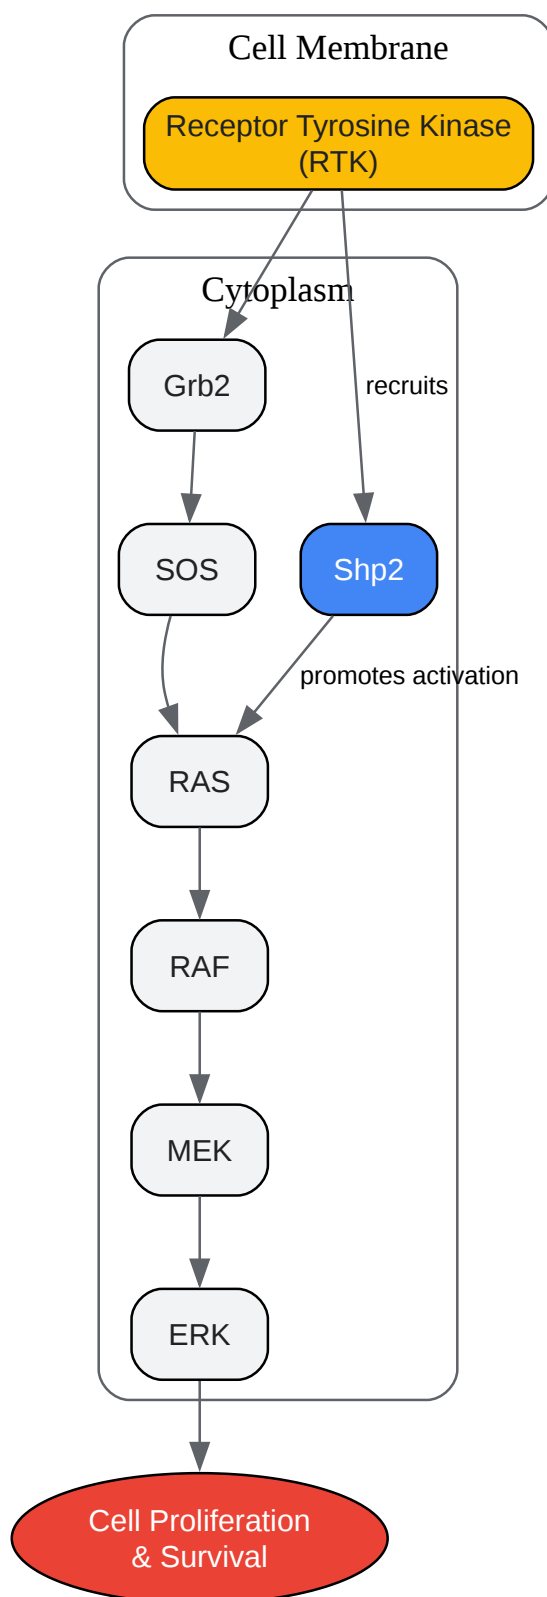 Cell Membrane
Receptor Tyrosine Kinase
(RTK)
Cytoplasm
Grb2
recruits
SOS
Shp2
promotes activation
RAS
RAF
MEK
ERK
Cell Proliferation
& Survival